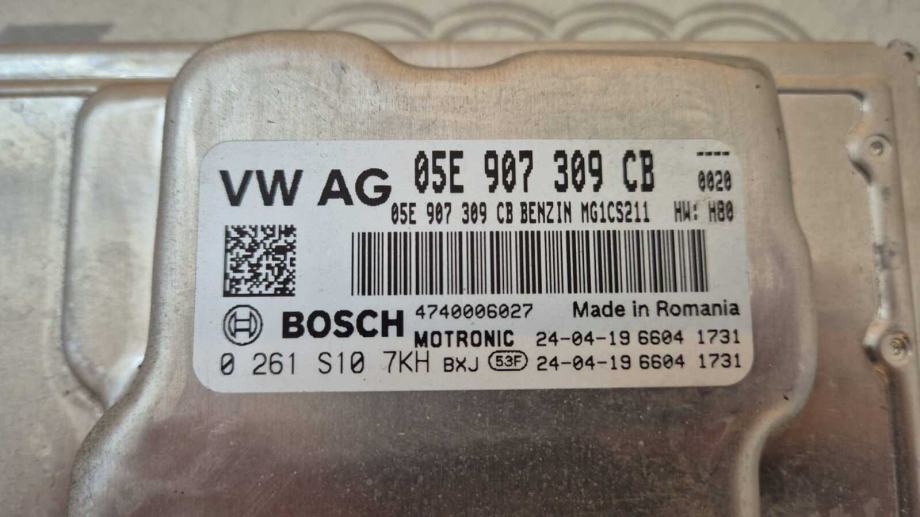 VW AG 05E 907 309 CB ----
0020
05E 907 309 CB BENZIN MG1CS211 HW: H80
4740006027 Made in Romania
BOSCH MOTRONIC 24-04-19 6604 1731
0 261 S10 7KH BXJ 53F 24-04-19 6604 1731